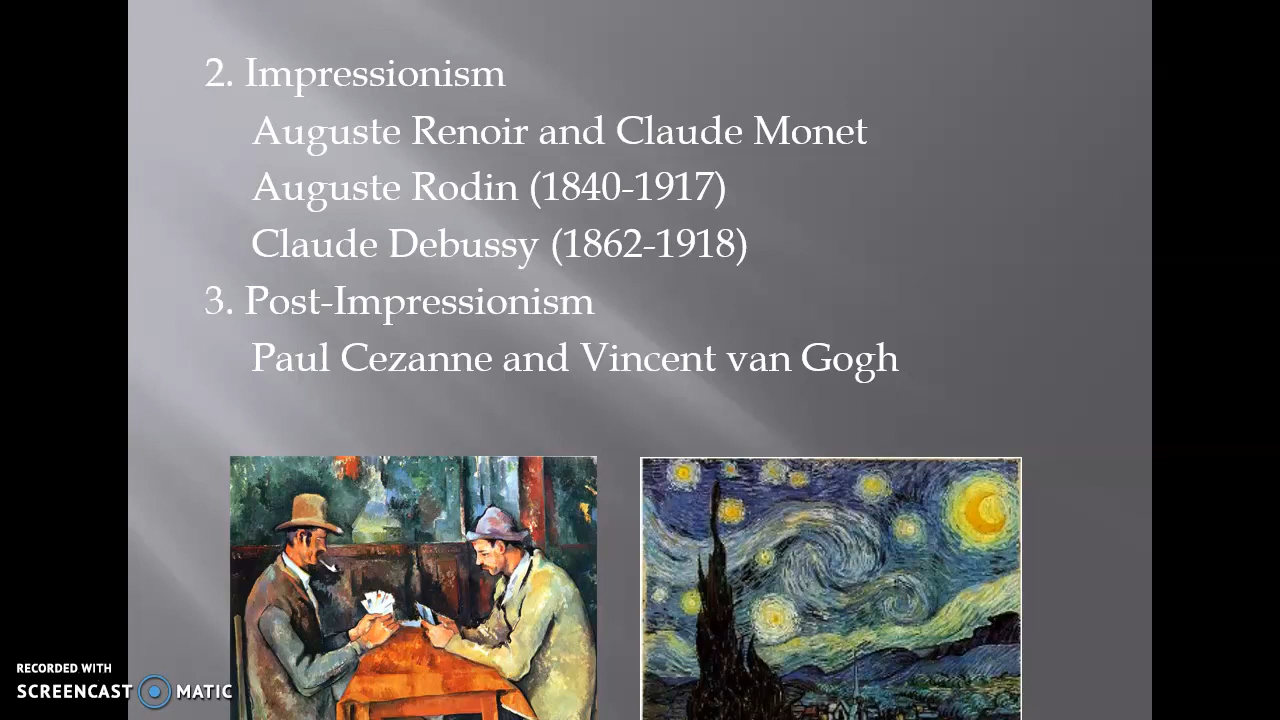 2. Impressionism
Auguste Renoir and Claude Monet
Auguste Rodin (1840-1917)
Claude Debussy (1862-1918)
3. Post-Impressionism
Paul Cezanne and Vincent van Gogh
RECORDED WITH
SCREENCAST MATIC